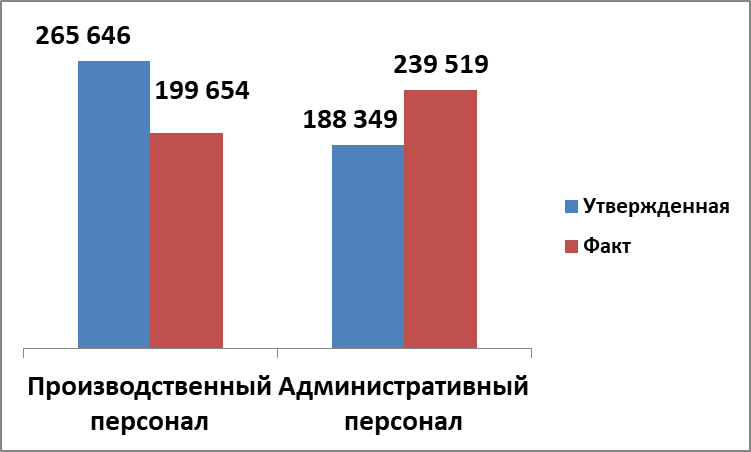 265 646
199 654
239 519
188 349
Утвержденная
Факт
Производственный
персонал
Административный
персонал